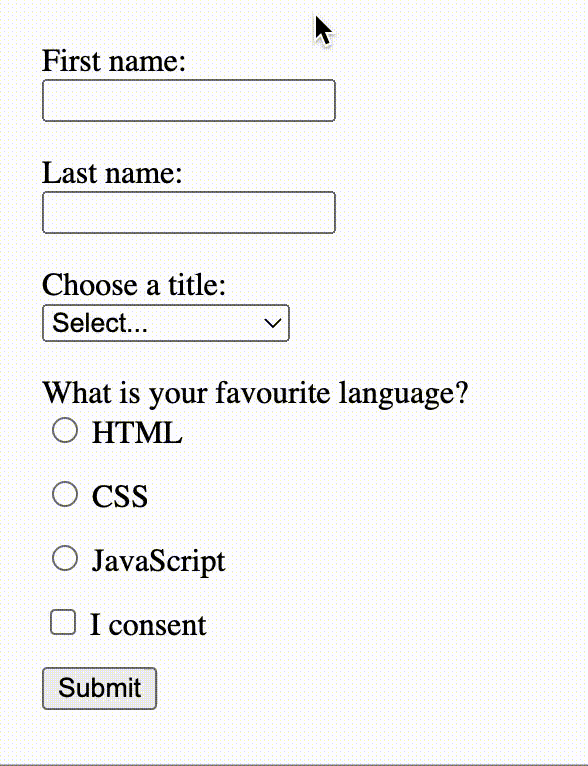 First name:
Last name:
Choose a title:
Select...
What is your favourite language?
HTML
CSS
JavaScript
I consent
Submit